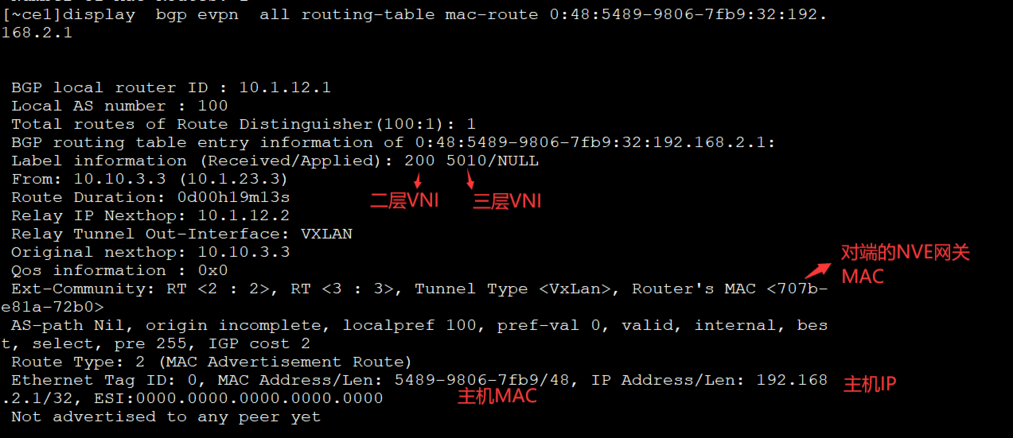 [~ce1]display  bgp  evpn  all routing-table mac-route 0:48:5489-9806-7fb9:32:192.
168.2.1
BGP local router ID : 10.1.12.1
Local AS number : 100
Total routes of Route Distinguisher(100:1): 1
BGP routing table entry information of 0:48:5489-9806-7fb9:32:192.168.2.1:
Label information (Received/Applied): 200 5010/NULL
From: 10.10.3.3 (10.1.23.3)
Route Duration: 0d00h19m13s
二层VNI
三层VNI
Relay IP Nexthop: 10.1.12.2
Relay Tunnel Out-Interface: VXLAN
Original nexthop: 10.10.3.3
对端的NVE网关
MAC
Qos information : 0x0
Ext-Community: RT <2 : 2>, RT <3 : 3>, Tunnel Type <VxLan>, Router's MAC <707b-
e81a-72b0>
AS-path Nil, origin incomplete, localpref 100, pref-val 0, valid, internal, bes
t, select, pre 255, IGP cost 2
Route Type: 2 (MAC Advertisement Route)
Ethernet Tag ID: 0, MAC Address/Len: 5489-9806-7fb9/48, IP Address/Len: 192.168
主机IP
.2.1/32, ESI:0000.0000.0000.0000.0000
主机MAC
Not advertised to any peer yet